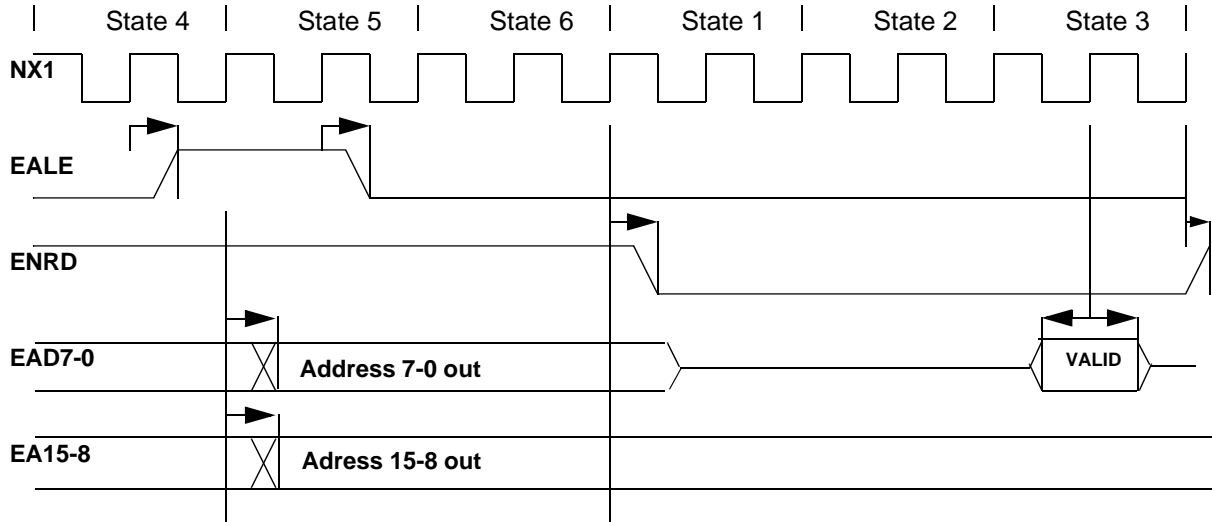 State 4 State 5 State 6 State 1 State 2 State 3
NX1
EALE
ENRD
EAD7-0 Address 7-0 out VALID
EA15-8 Adress 15-8 out